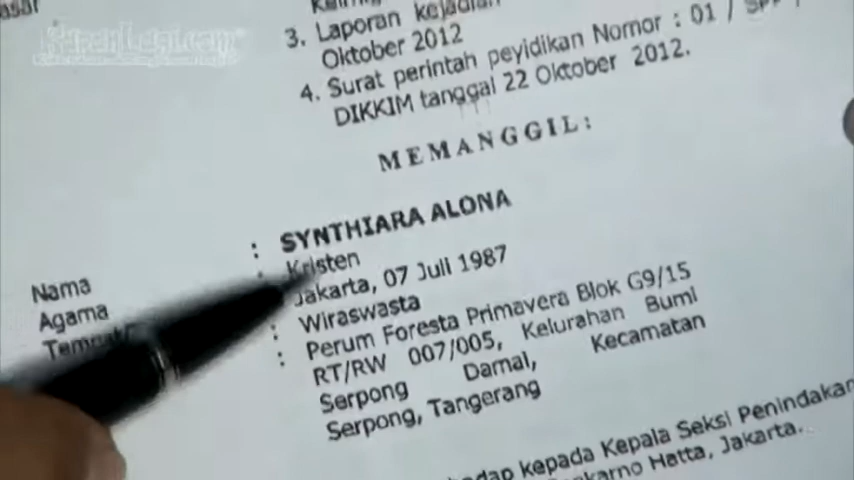 KapanLagi.com
3. Laporan kejadian
Oktober 2012
4. Surat perintah peyidikan Nomor : 01 /
DIKKIM tanggal 22 Oktober 2012.
MEMANGGIL:
Nama : SYNTHIARA ALONA
Agama : Kristen
Jakarta, 07 Juli 1987
: Wiraswasta
: Perum Foresta Primavera Blok G9/15
RT/RW 007/005, Kelurahan Bumi
Serpong Damai, Kecamatan
Serpong, Tangerang
kepada Kepala Seksi Penindakan
Hatta, Jakarta.